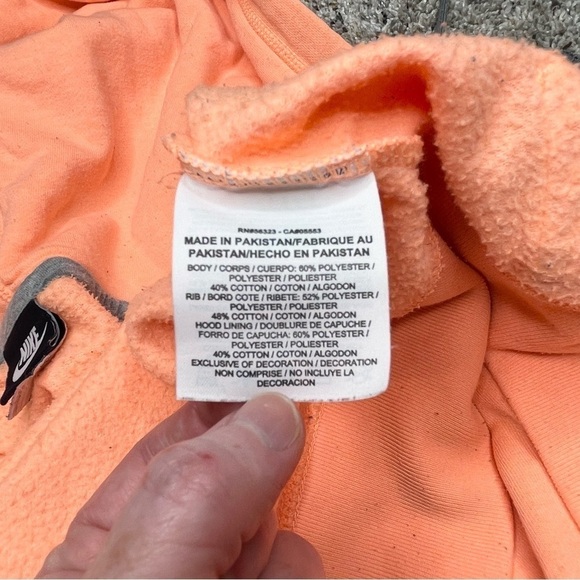 RN#56323 - CA#05553
MADE IN PAKISTAN/FABRIQUE AU
PAKISTAN/HECHO EN PAKISTAN
BODY / CORPS / CUERPO: 60% POLYESTER /
POLYESTER / POLIESTER
40% COTTON / COTON / ALGODON
RIB / BORD COTE / RIBETE: 52% POLYESTER /
POLYESTER / POLIESTER
48% COTTON / COTON / ALGODON
HOOD LINING / DOUBLURE DE CAPUCHE /
FORRO DE CAPUCHA: 60% POLYESTER /
POLYESTER / POLIESTER
40% COTTON / COTON / ALGODON
EXCLUSIVE OF DECORATION / DECORATION
NON COMPRISE / NO INCLUYE LA
DECORACION
NIKE